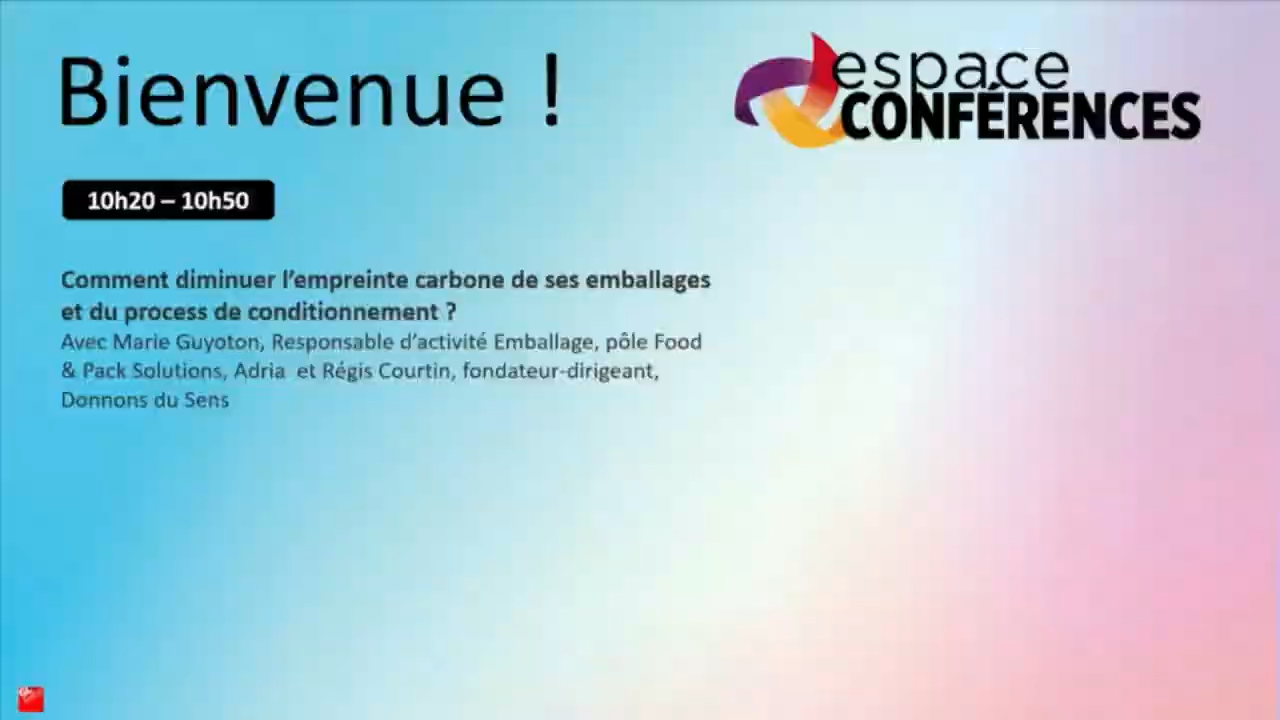 Bienvenue !
espace
CONFÉRENCES
10h20 – 10h50
Comment diminuer l'empreinte carbone de ses emballages
et du process de conditionnement ?
Avec Marie Guyoton, Responsable d'activité Emballage, pôle Food
& Pack Solutions, Adria et Régis Courtin, fondateur-dirigeant,
Donnons du Sens